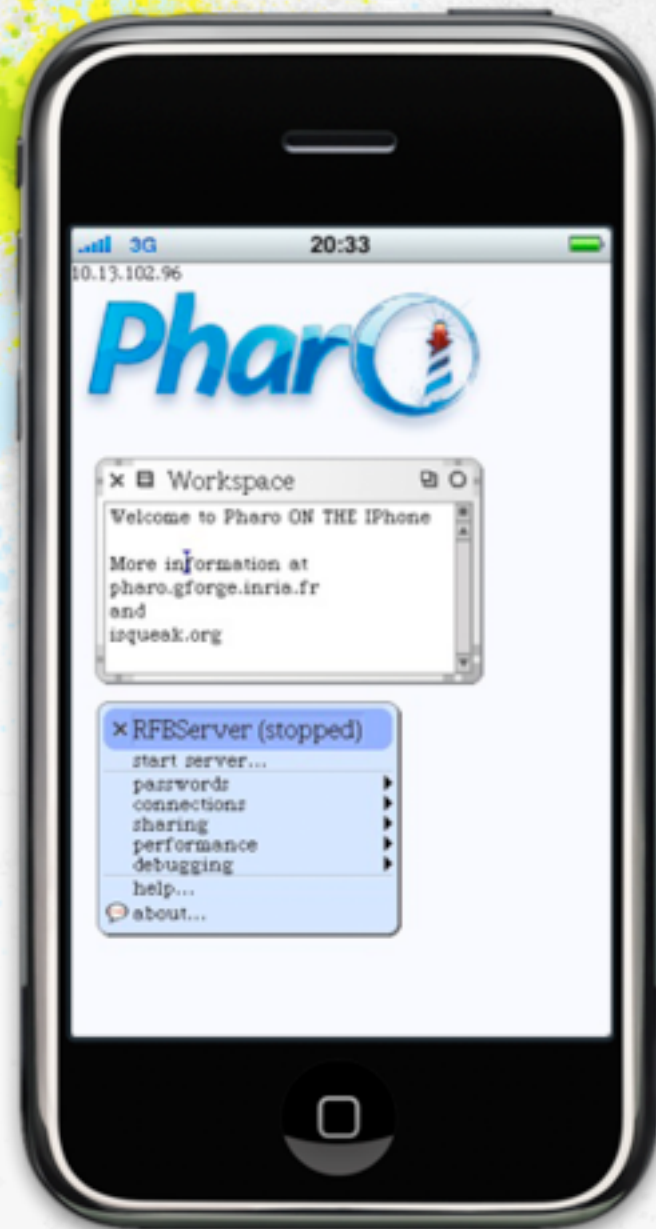 3G 20:33
10.13.102.96
Pharo
Workspace
Welcome to Pharo ON THE IPhone
More information at
pharo.gforge.inria.fr
and
isqueak.org
RFBServer (stopped)
start server...
passwords
connections
sharing
performance
debugging
help...
about...